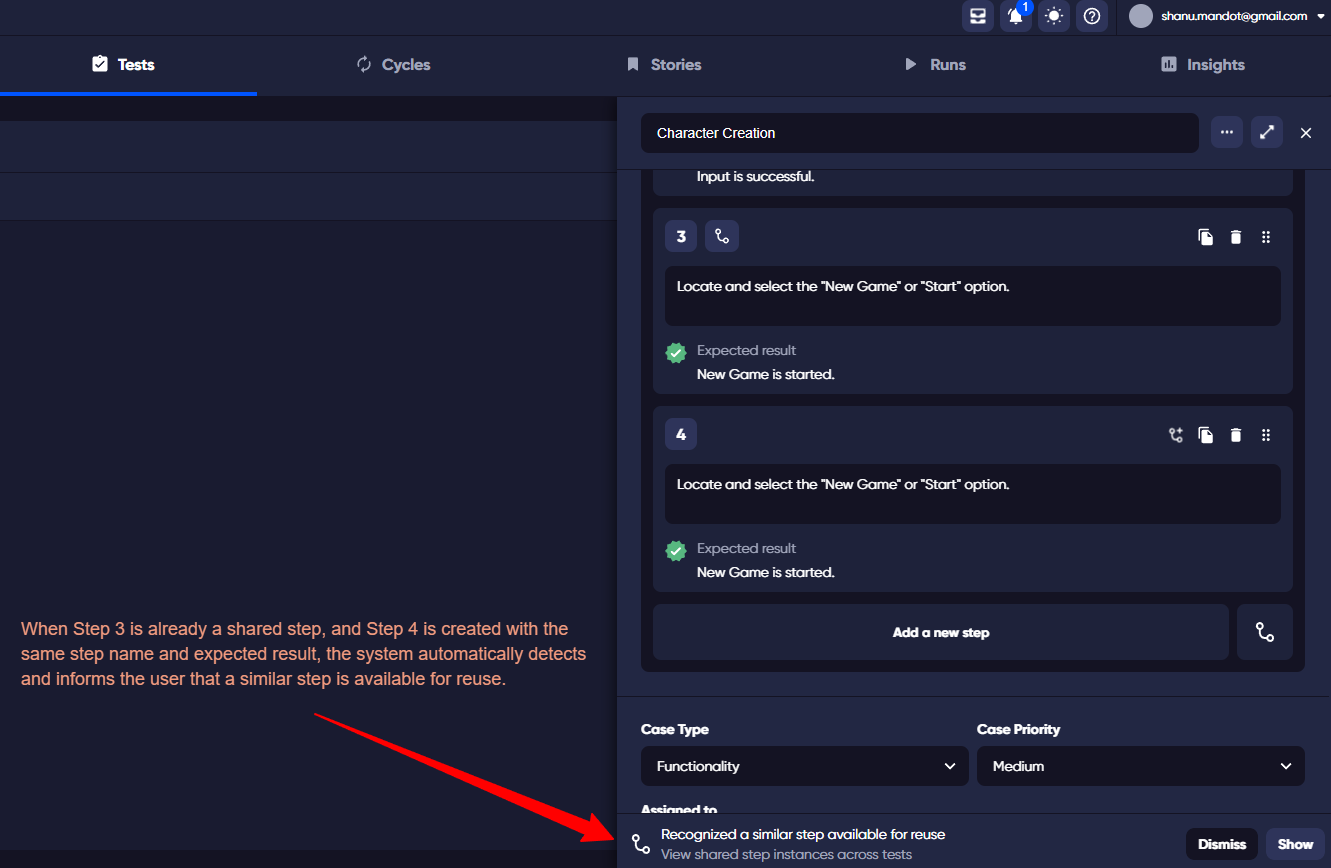 1
shanu.mandot@gmail.com
Tests
Cycles
Stories
Runs
Insights
Character Creation
Input is successful.
3
Locate and select the "New Game" or "Start" option.
Expected result
New Game is started.
4
Locate and select the "New Game" or "Start" option.
Expected result
New Game is started.
Add a new step
When Step 3 is already a shared step, and Step 4 is created with the
same step name and expected result, the system automatically detects
and informs the user that a similar step is available for reuse.
Case Type
Case Priority
Functionality
Medium
Assigned to
Recognized a similar step available for reuse
View shared step instances across tests
Dismiss
Show